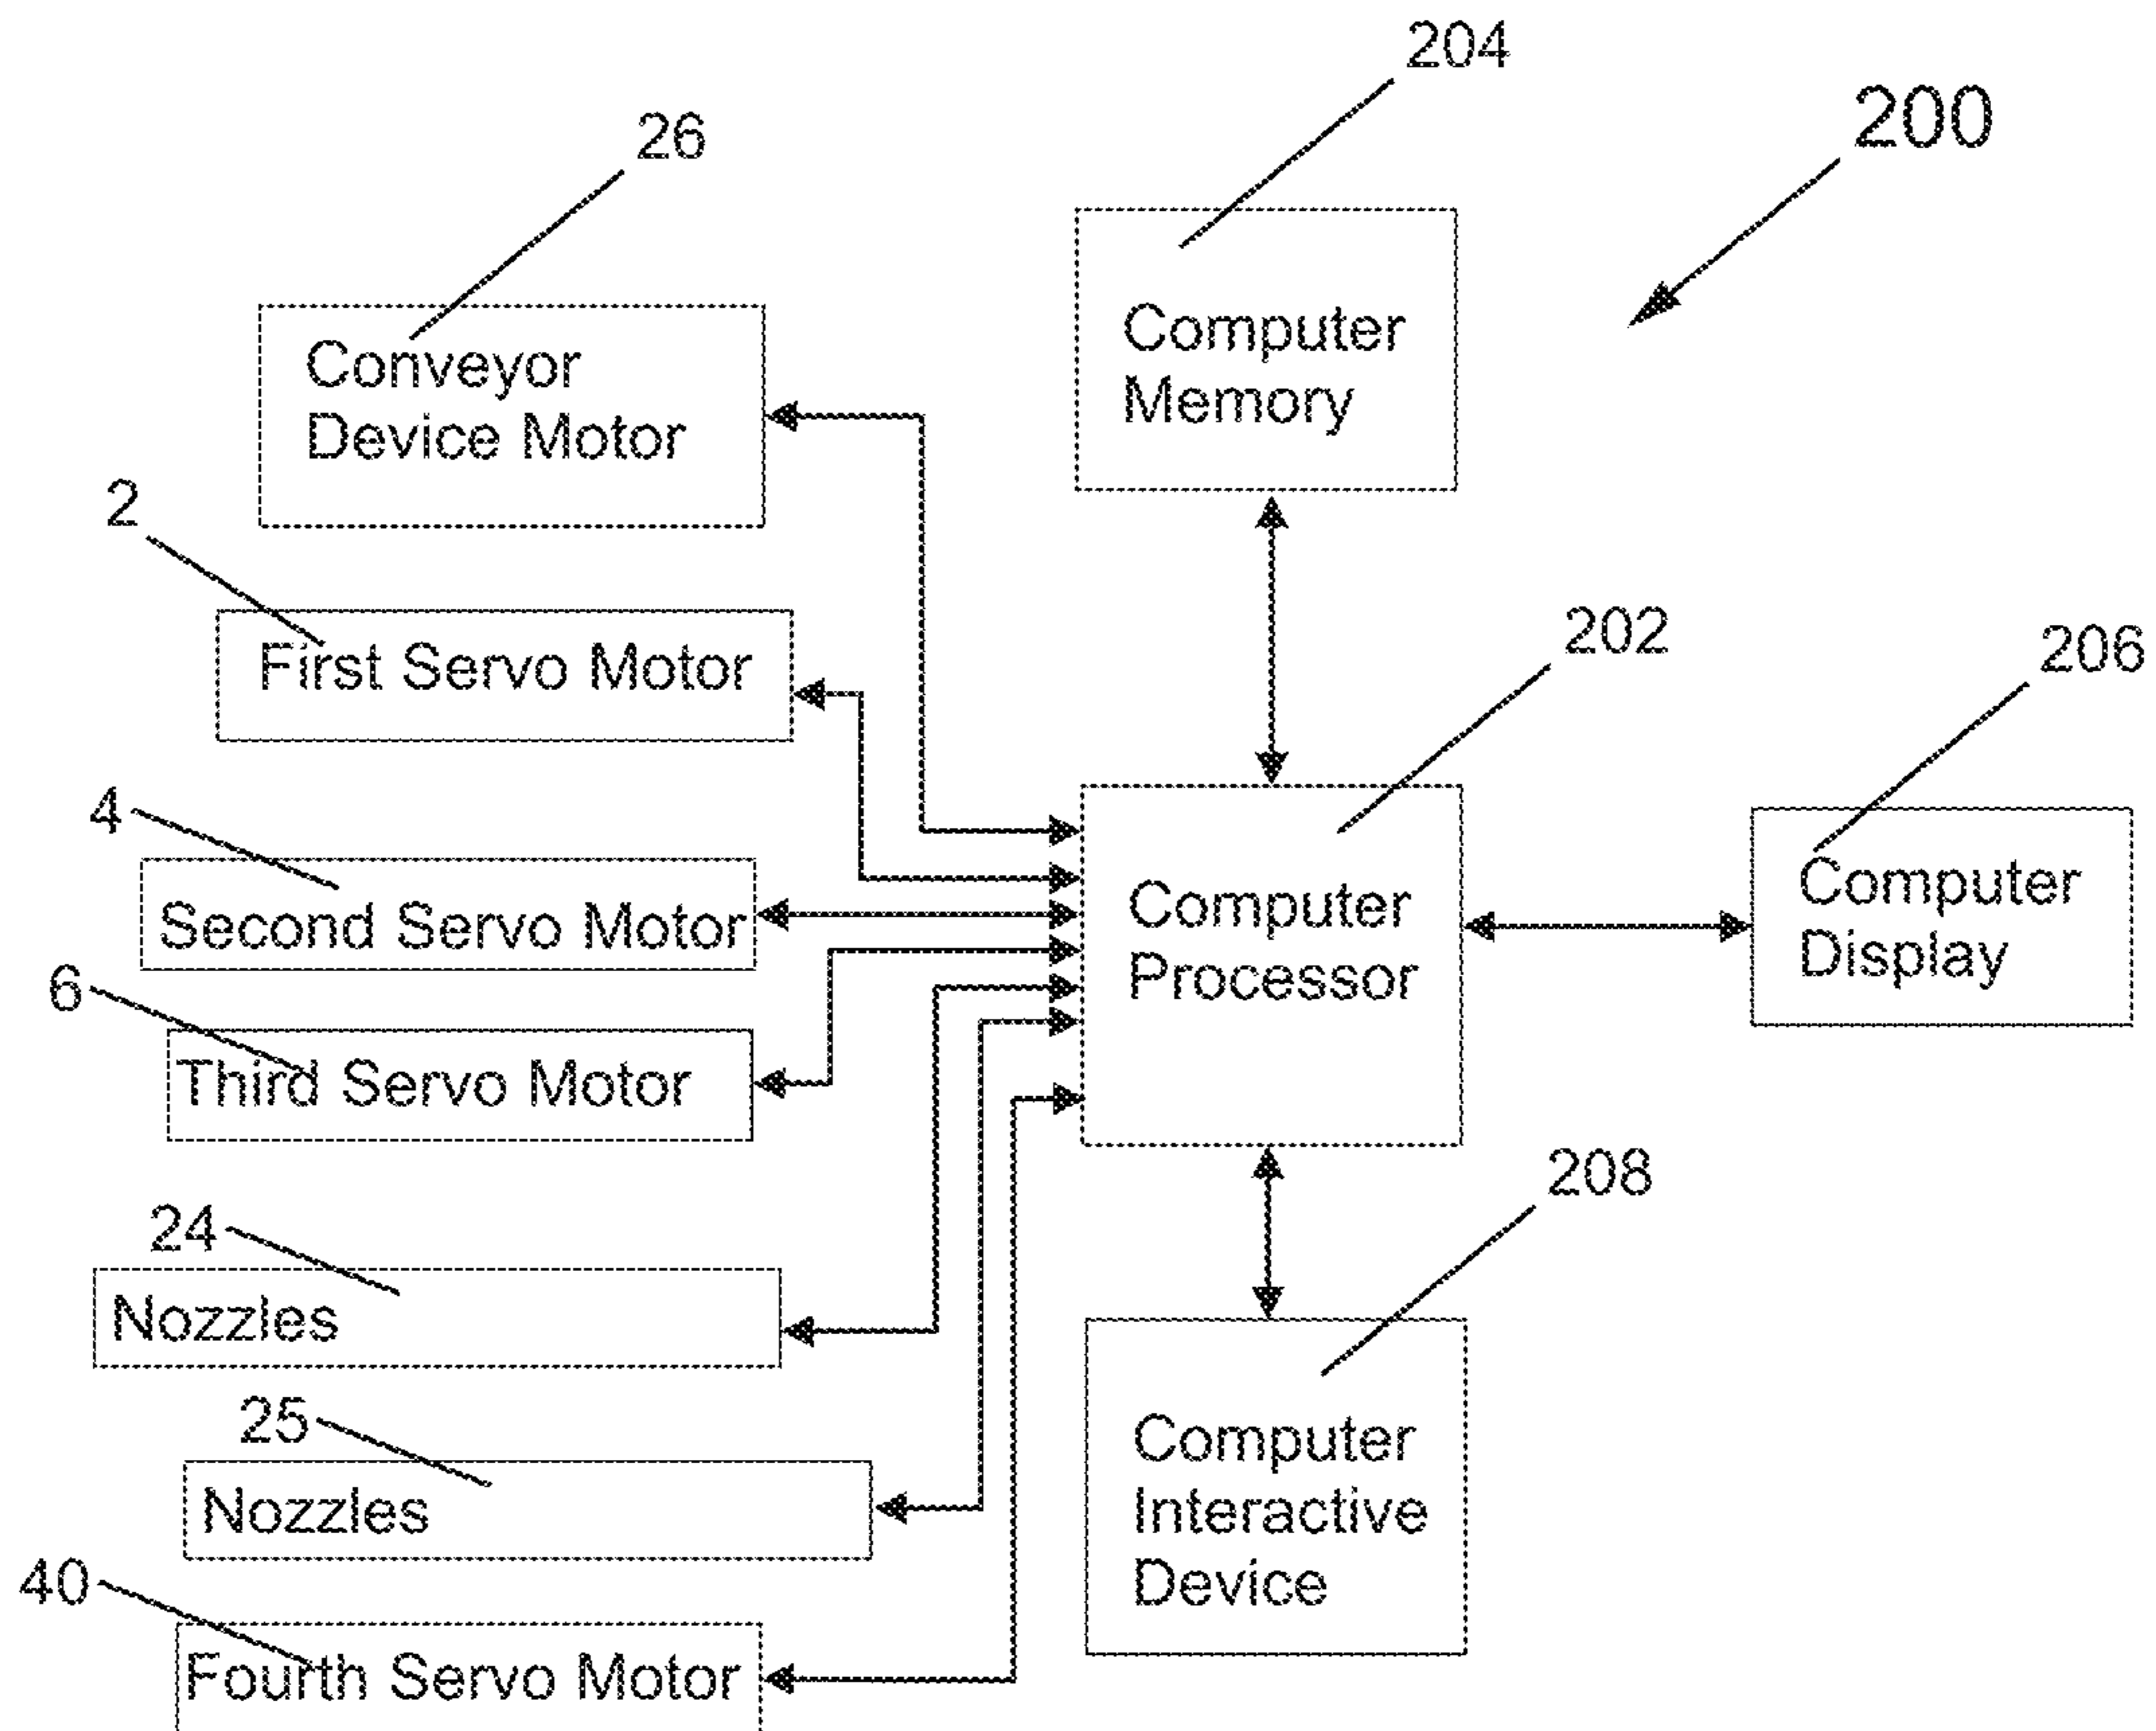 204
200
26
Computer
Memory
Conveyor
Device Motor
2
First Servo Motor
202
206
4
Second Servo Motor
Computer
Processor
Computer
Display
6
Third Servo Motor
208
24
Nozzles
25
Nozzles
Computer
Interactive
Device
40
Fourth Servo Motor